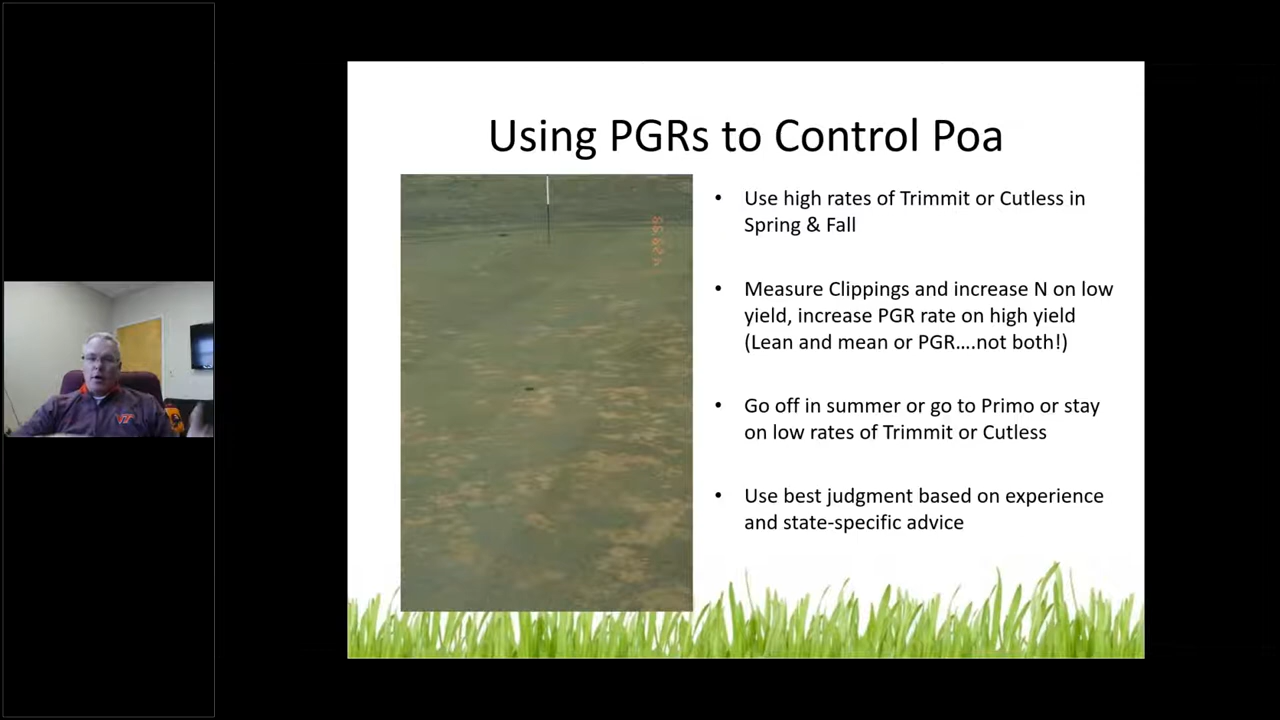 Using PGRs to Control Poa
• Use high rates of Trimmit or Cutless in
Spring & Fall
• Measure Clippings and increase N on low
yield, increase PGR rate on high yield
(Lean and mean or PGR....not both!)
• Go off in summer or go to Primo or stay
on low rates of Trimmit or Cutless
• Use best judgment based on experience
and state-specific advice
VT